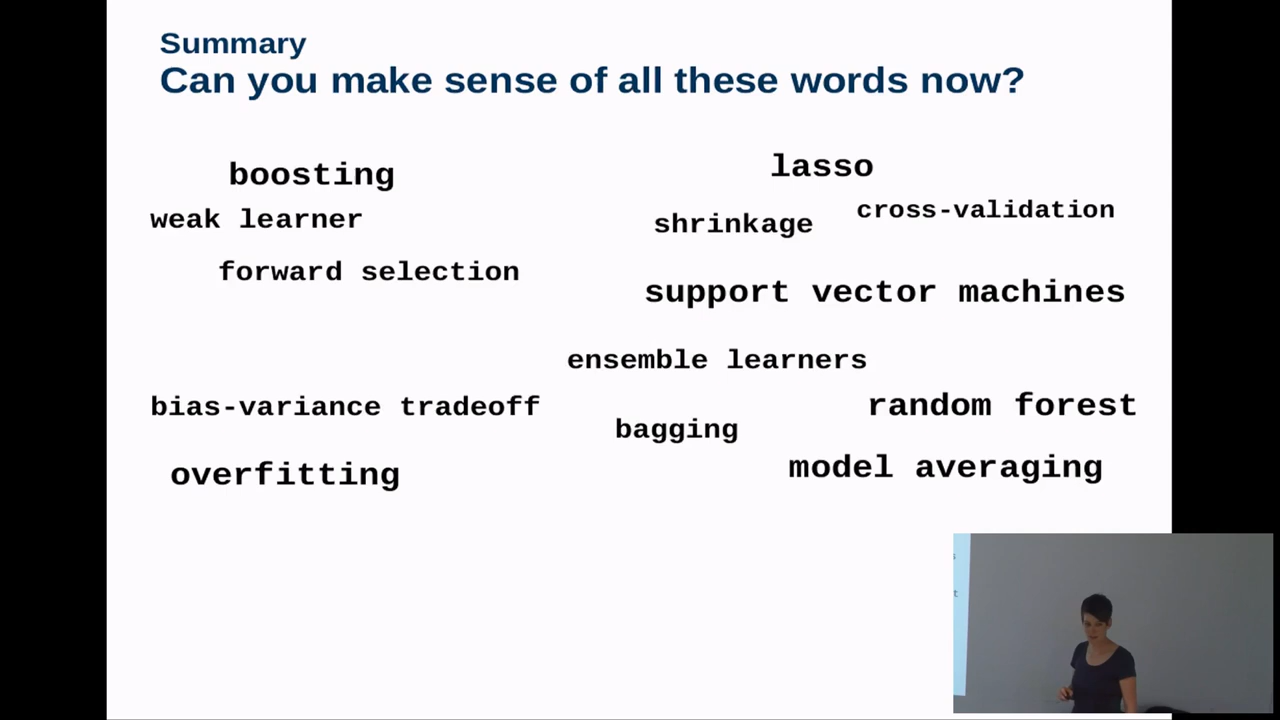 Summary
Can you make sense of all these words now?
boosting
lasso
weak learner
shrinkage
cross-validation
forward selection
support vector machines
ensemble learners
bias-variance tradeoff
random forest
bagging
overfitting
model averaging